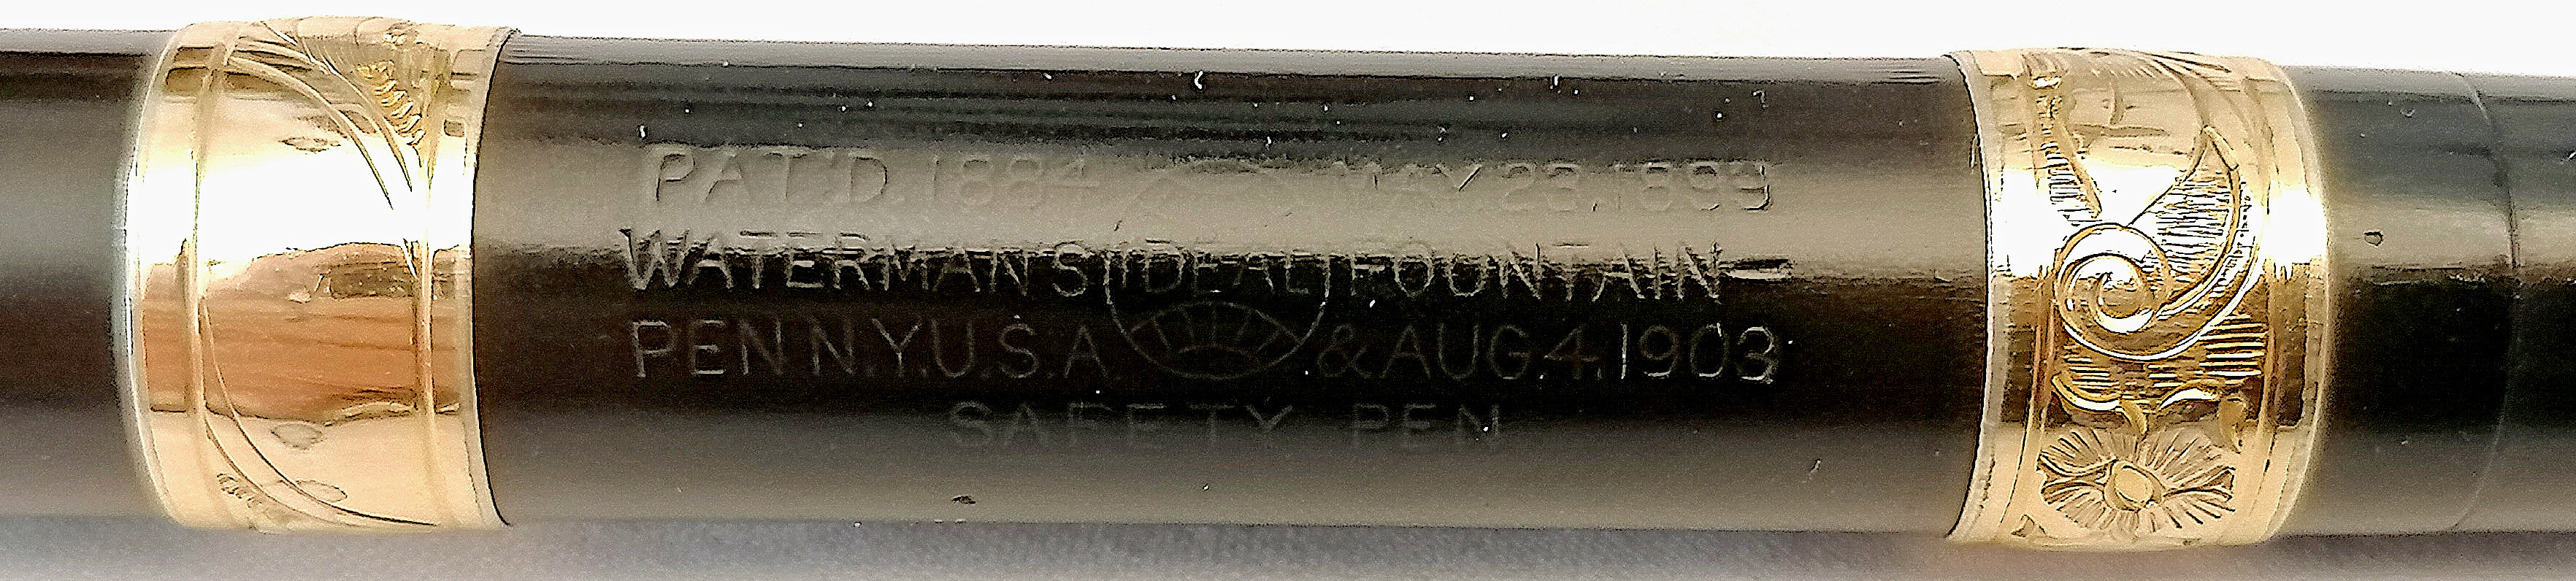 PAT'D. 1884 MAY 23. 1899
WATERMAN'S IDEAL FOUNTAIN
PEN N.Y.U.S.A. & AUG.4.1903
SAFETY PEN